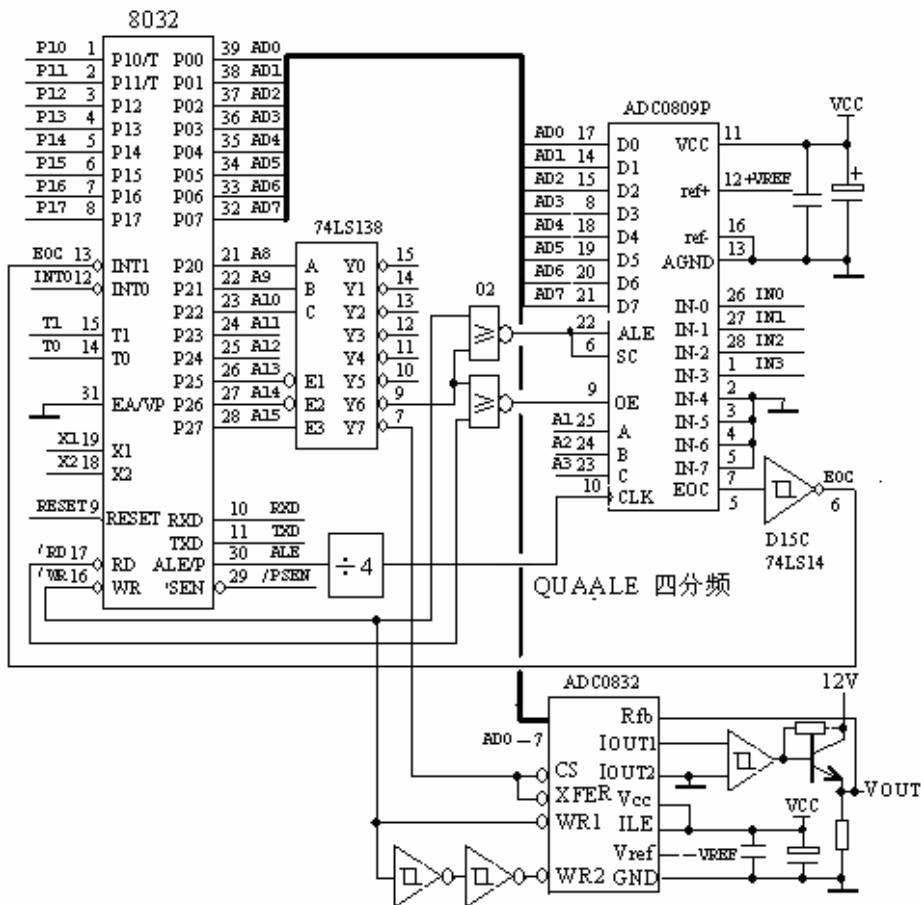 8032
P10 1 P10/T P00 39 AD0
P11 2 P11/T P01 38 AD1
P12 3 P12 P02 37 AD2
P13 4 P13 P03 36 AD3
P14 5 P14 P04 35 AD4
P15 6 P15 P05 34 AD5
P16 7 P16 P06 33 AD6
P17 8 P17 P07 32 AD7
EOC 13 INT1 P20 21 A8
INT0 12 INT0 P21 22 A9
P22 23 A10
T1 15 T1 P23 24 A11
T0 14 T0 P24 25 A12
P25 26 A13
31 EA/VP P26 27 A14
P27 28 A15
X1 19 X1
X2 18 X2
RESET 9 RESET RXD 10 RXD
TXD 11 TXD
/RD 17 RD ALE/P 30 ALE
/WR 16 WR 'SEN 29 /PSEN
74LS138
A Y0 15
B Y1 14
C Y2 13
Y3 12
Y4 11
E1 Y5 10
E2 Y6 9
E3 Y7 7
02
≥
≥
÷4
ADC0809P
VCC
AD0 17 D0 VCC 11
AD1 14 D1
AD2 15 D2 ref+ 12 +VREF
AD3 8 D3
AD4 18 D4 ref- 16
AD5 19 D5 AGND 13
AD6 20 D6
AD7 21 D7 IN-0 26 IN0
IN-1 27 IN1
22 ALE IN-2 28 IN2
6 SC IN-3 1 IN3
9 OE IN-4 2
IN-5 3
A1 25 A IN-6 4
A2 24 B IN-7 5
A3 23 C EOC 7
10 CLK
5 EOC 6
D15C
74LS14
QUAALE 四分频
ADC0832
12V
AD0-7 Rfb
IOUT1
CS IOUT2
XFER Vcc
WR1 ILE
Vref -VREF
WR2 GND
VOUT
VCC
+